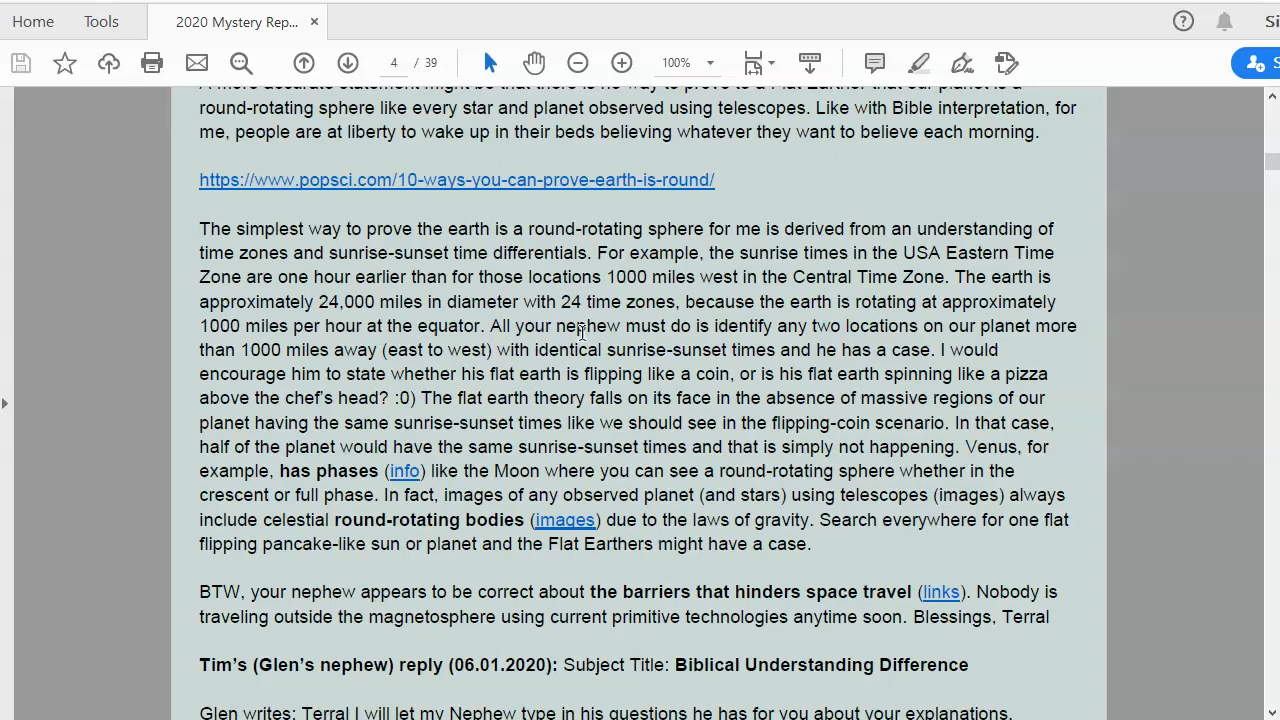 Home
Tools
2020 Mystery Rep...
×
Si
4 / 39
100%
S
round-rotating sphere like every star and planet observed using telescopes. Like with Bible interpretation, for
me, people are at liberty to wake up in their beds believing whatever they want to believe each morning.
https://www.popsci.com/10-ways-you-can-prove-earth-is-round/
The simplest way to prove the earth is a round-rotating sphere for me is derived from an understanding of
time zones and sunrise-sunset time differentials. For example, the sunrise times in the USA Eastern Time
Zone are one hour earlier than for those locations 1000 miles west in the Central Time Zone. The earth is
approximately 24,000 miles in diameter with 24 time zones, because the earth is rotating at approximately
1000 miles per hour at the equator. All your nephew must do is identify any two locations on our planet more
than 1000 miles away (east to west) with identical sunrise-sunset times and he has a case. I would
encourage him to state whether his flat earth is flipping like a coin, or is his flat earth spinning like a pizza
above the chef's head? :0) The flat earth theory falls on its face in the absence of massive regions of our
planet having the same sunrise-sunset times like we should see in the flipping-coin scenario. In that case,
half of the planet would have the same sunrise-sunset times and that is simply not happening. Venus, for
example, has phases (info) like the Moon where you can see a round-rotating sphere whether in the
crescent or full phase. In fact, images of any observed planet (and stars) using telescopes (images) always
include celestial round-rotating bodies (images) due to the laws of gravity. Search everywhere for one flat
flipping pancake-like sun or planet and the Flat Earthers might have a case.
BTW, your nephew appears to be correct about the barriers that hinders space travel (links). Nobody is
traveling outside the magnetosphere using current primitive technologies anytime soon. Blessings, Terral
Tim's (Glen's nephew) reply (06.01.2020): Subject Title: Biblical Understanding Difference
Glen writes: Terral I will let my Nephew type in his questions he has for you about your explanations.